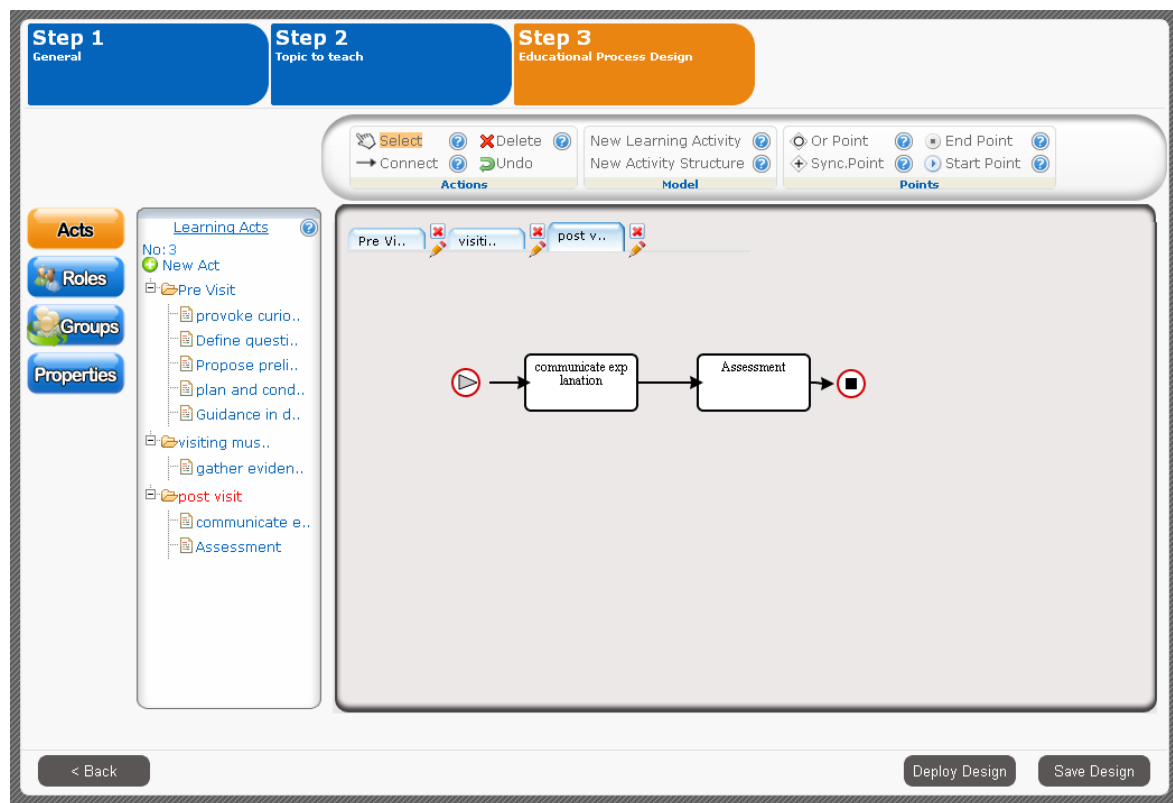 Step 1
General
Step 2
Topic to teach
Step 3
Educational Process Design
Select
Delete
Connect
Undo
Actions
New Learning Activity
New Activity Structure
Model
Or Point
End Point
Sync.Point
Start Point
Points
Acts
Roles
Groups
Properties
Learning Acts
No:3
New Act
Pre Visit
provoke curio..
Define questi..
Propose preli..
plan and cond..
Guidance in d..
visiting mus..
gather eviden..
post visit
communicate e..
Assessment
Pre Vi..
visiti..
post v..
communicate exp
lanation
Assessment
< Back
Deploy Design
Save Design